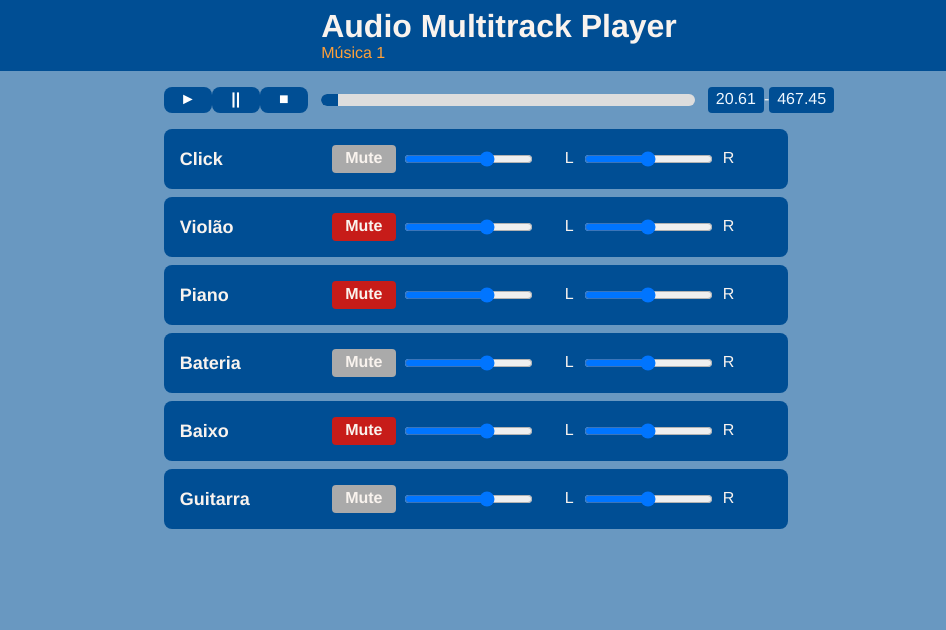 Audio Multitrack Player
Música 1
► || ■ 20.61 - 467.45
Click Mute L R
Violão Mute L R
Piano Mute L R
Bateria Mute L R
Baixo Mute L R
Guitarra Mute L R